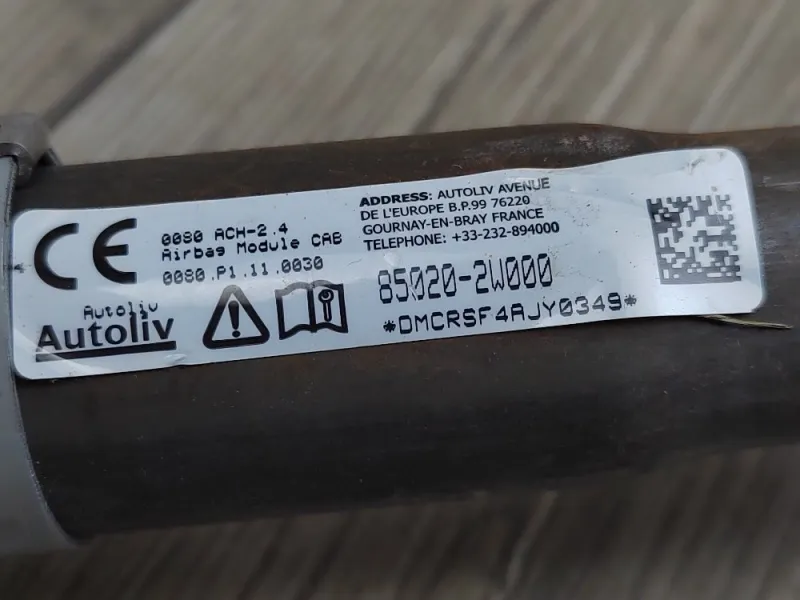 CE
0080 ACH-2.4
Airbag Module CAB
0080.P1.11.0030
ADDRESS: AUTOLIV AVENUE
DE L'EUROPE B.P.99 76220
GOURNAY-EN-BRAY FRANCE
TELEPHONE: +33-232-894000
Autoliv
Autoliv
85020-2W000
*DMCRSF4AJY0349*